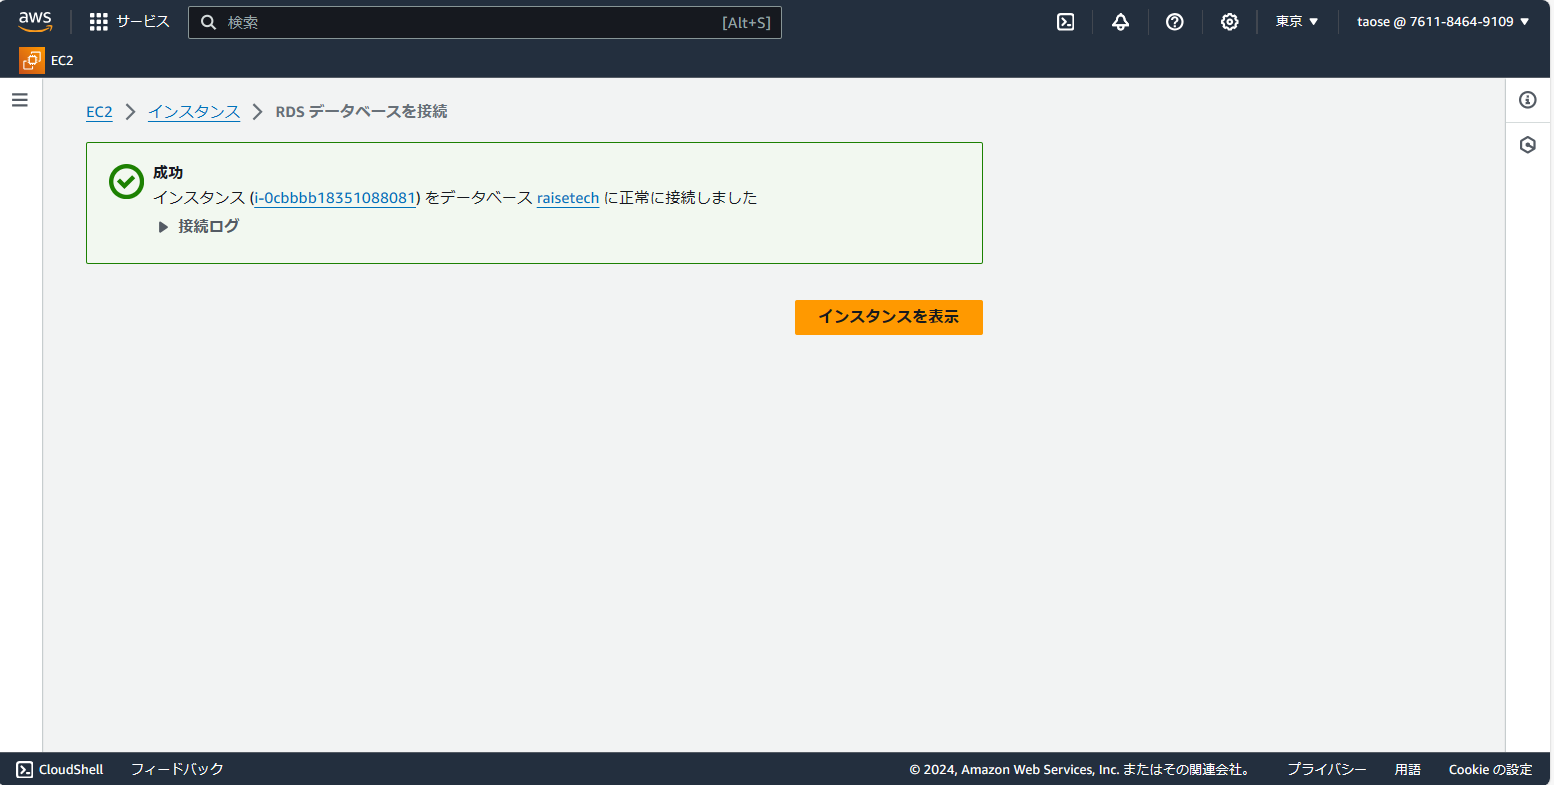 aws サービス 検索 [Alt+S] 東京 taose @ 7611-8464-9109
EC2
EC2 インスタンス RDS データベースを接続
成功
インスタンス (i-0cbbbb18351088081) をデータベース raisetech に正常に接続しました
接続ログ
インスタンスを表示
CloudShell フィードバック © 2024, Amazon Web Services, Inc. またはその関連会社。 プライバシー 用語 Cookie の設定